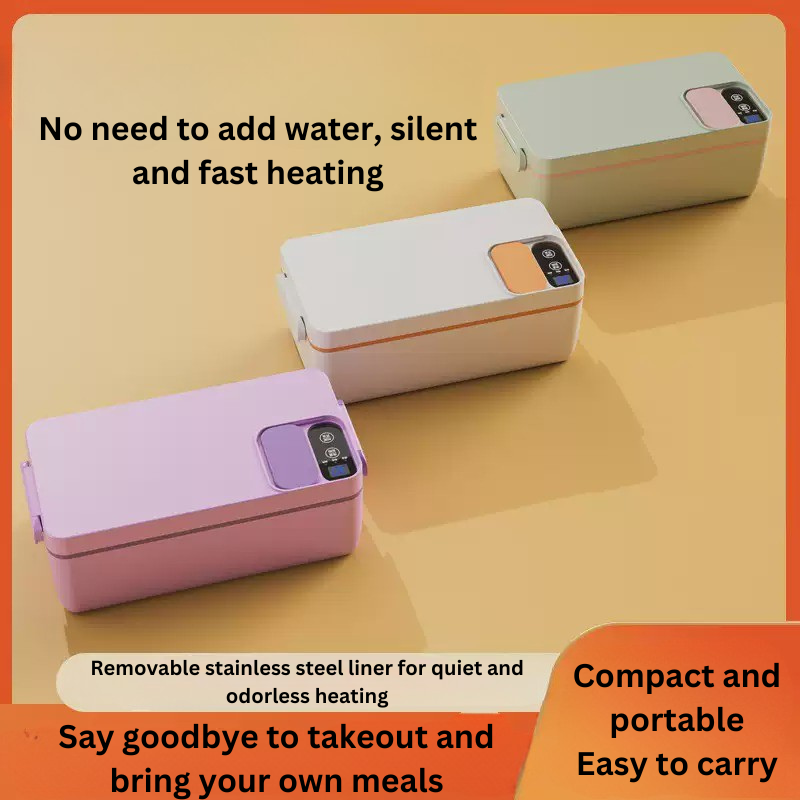 No need to add water, silent
and fast heating
Removable stainless steel liner for quiet and
odorless heating
Say goodbye to takeout and
bring your own meals
Compact and
portable
Easy to carry